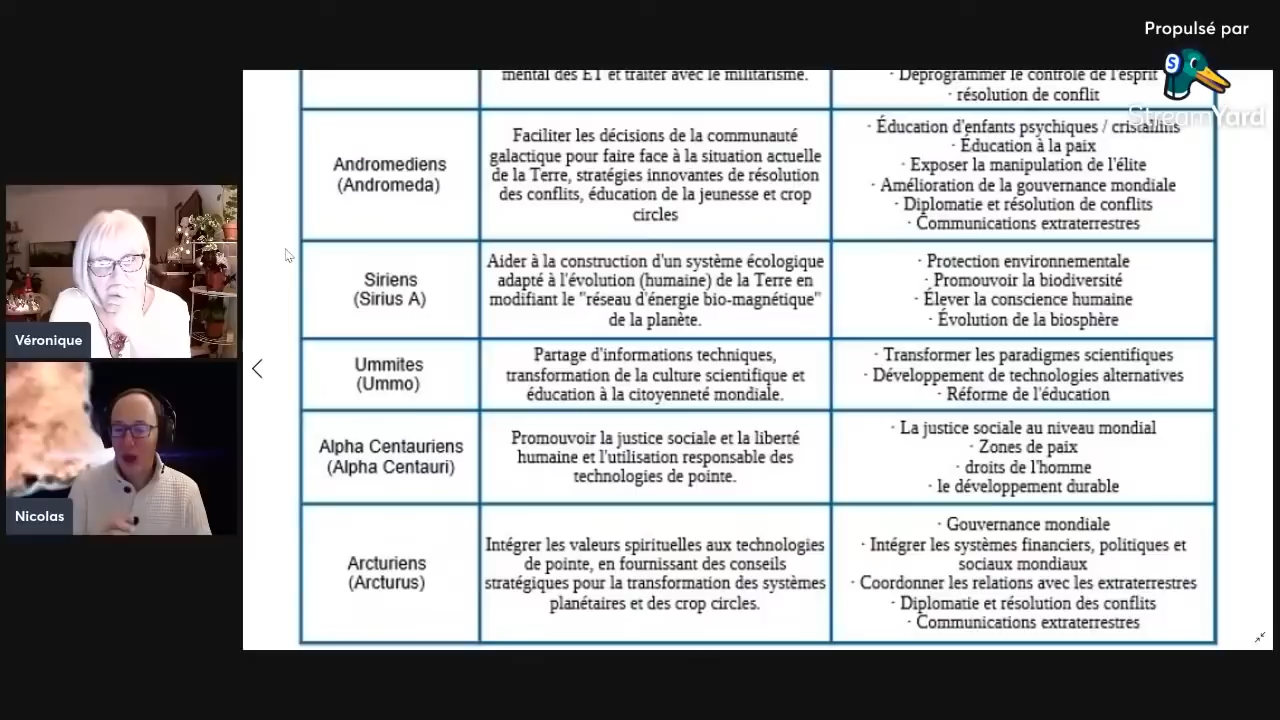 Propulsé par
StreamYard
mental des ET et traiter avec le militarisme.
· Déprogrammer le contrôle de l'esprit
· résolution de conflit
Andromediens
(Andromeda)
Faciliter les décisions de la communauté
galactique pour faire face à la situation actuelle
de la Terre, stratégies innovantes de résolution
des conflits, éducation de la jeunesse et crop
circles
· Éducation d'enfants psychiques / cristallins
· Éducation à la paix
· Exposer la manipulation de l'élite
· Amélioration de la gouvernance mondiale
· Diplomatie et résolution de conflits
· Communications extraterrestres
Siriens
(Sirius A)
Aider à la construction d'un système écologique
adapté à l'évolution (humaine) de la Terre en
modifiant le "réseau d'énergie bio-magnétique"
de la planète.
· Protection environnementale
· Promouvoir la biodiversité
· Élever la conscience humaine
· Évolution de la biosphère
Ummites
(Ummo)
Partage d'informations techniques,
transformation de la culture scientifique et
éducation à la citoyenneté mondiale.
· Transformer les paradigmes scientifiques
· Développement de technologies alternatives
· Réforme de l'éducation
Alpha Centauriens
(Alpha Centauri)
Promouvoir la justice sociale et la liberté
humaine et l'utilisation responsable des
technologies de pointe.
· La justice sociale au niveau mondial
· Zones de paix
· droits de l'homme
· le développement durable
Arcturiens
(Arcturus)
Intégrer les valeurs spirituelles aux technologies
de pointe, en fournissant des conseils
stratégiques pour la transformation des systèmes
planétaires et des crop circles.
· Gouvernance mondiale
· Intégrer les systèmes financiers, politiques et
sociaux mondiaux
· Coordonner les relations avec les extraterrestres
· Diplomatie et résolution des conflits
· Communications extraterrestres
Véronique
Nicolas